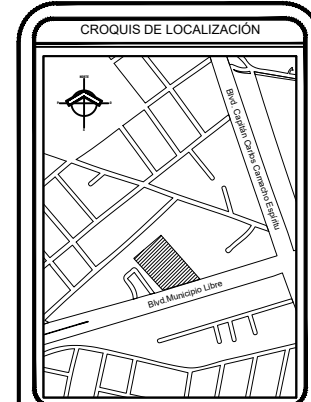 CROQUIS DE LOCALIZACIÓN
Blvd. Capitán Carlos Camacho Espíritu
Blvd.Municipio Libre